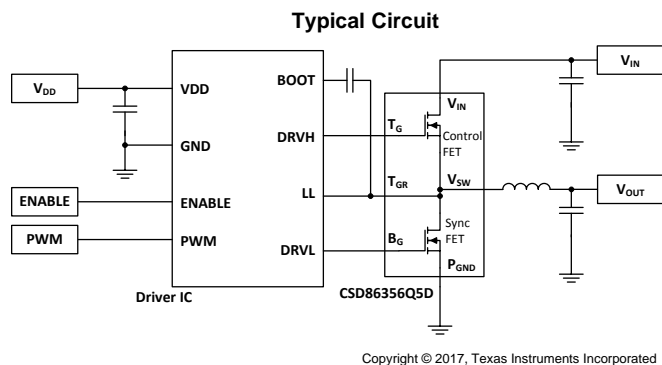 Typical Circuit
VDD
VDD
GND
ENABLE
ENABLE
PWM
PWM
BOOT
DRVH
LL
DRVL
Driver IC
TG
TGR
BG
VIN
Control
FET
VSW
Sync
FET
PGND
CSD86356Q5D
VIN
VOUT
Copyright © 2017, Texas Instruments Incorporated